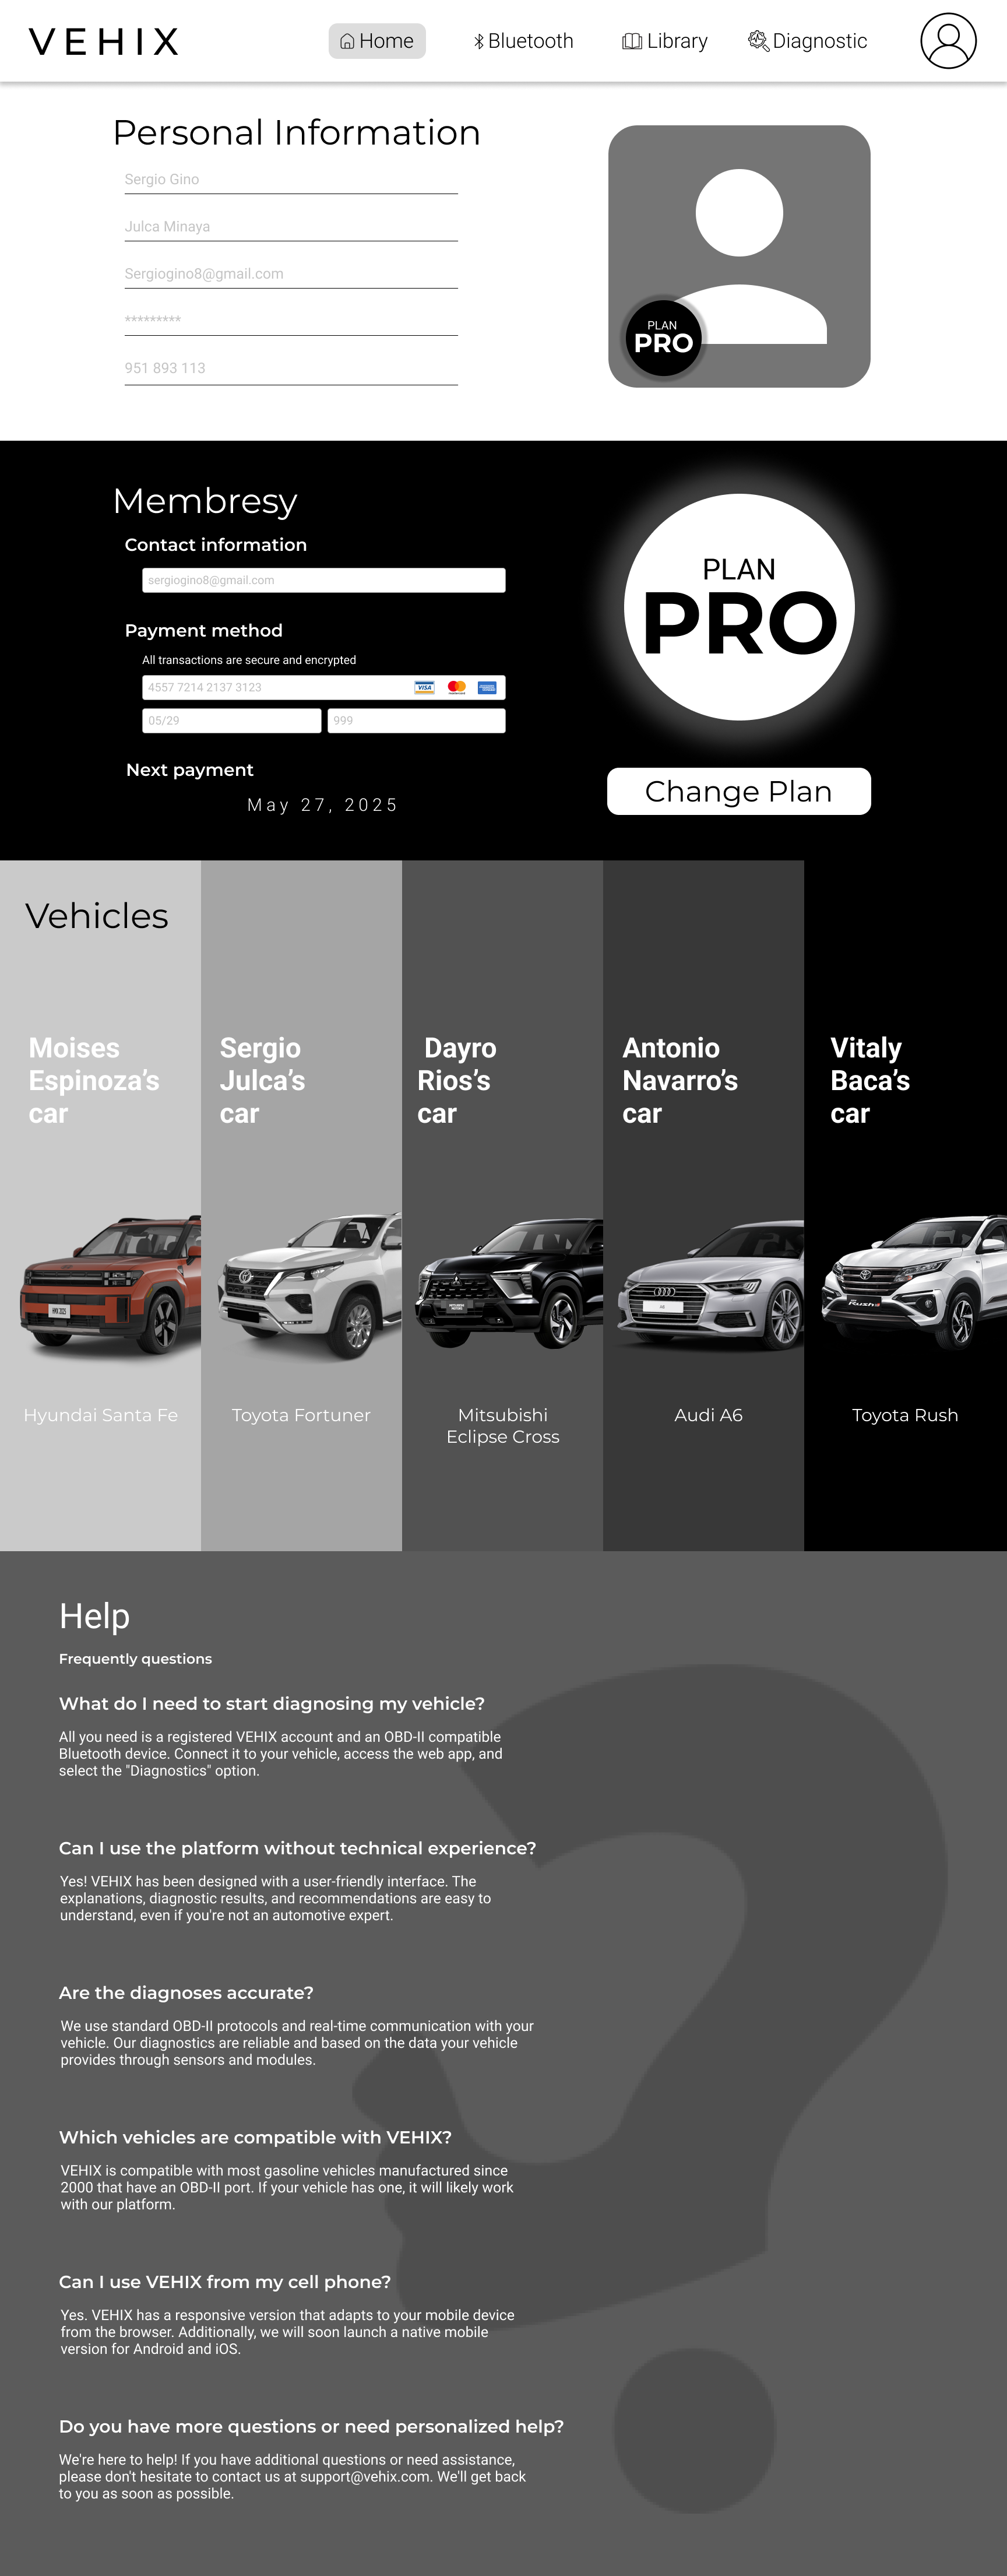 VEHIX
Home
Bluetooth
Library
Diagnostic
Personal Information
Sergio Gino
Julca Minaya
Sergiogino8@gmail.com
*********
951 893 113
PLAN
PRO
Membresy
Contact information
sergiogino8@gmail.com
Payment method
All transactions are secure and encrypted
4557 7214 2137 3123
VISA
05/29
999
Next payment
May 27, 2025
PLAN
PRO
Change Plan
Vehicles
Moises
Espinoza’s
car
Hyundai Santa Fe
Sergio
Julca’s
car
Toyota Fortuner
Dayro
Rios’s
car
Mitsubishi
Eclipse Cross
Antonio
Navarro’s
car
Audi A6
Vitaly
Baca’s
car
Rush
Toyota Rush
Help
Frequently questions
What do I need to start diagnosing my vehicle?
All you need is a registered VEHIX account and an OBD-II compatible
Bluetooth device. Connect it to your vehicle, access the web app, and
select the "Diagnostics" option.
Can I use the platform without technical experience?
Yes! VEHIX has been designed with a user-friendly interface. The
explanations, diagnostic results, and recommendations are easy to
understand, even if you're not an automotive expert.
Are the diagnoses accurate?
We use standard OBD-II protocols and real-time communication with your
vehicle. Our diagnostics are reliable and based on the data your vehicle
provides through sensors and modules.
Which vehicles are compatible with VEHIX?
VEHIX is compatible with most gasoline vehicles manufactured since
2000 that have an OBD-II port. If your vehicle has one, it will likely work
with our platform.
Can I use VEHIX from my cell phone?
Yes. VEHIX has a responsive version that adapts to your mobile device
from the browser. Additionally, we will soon launch a native mobile
version for Android and iOS.
Do you have more questions or need personalized help?
We're here to help! If you have additional questions or need assistance,
please don't hesitate to contact us at support@vehix.com. We'll get back
to you as soon as possible.